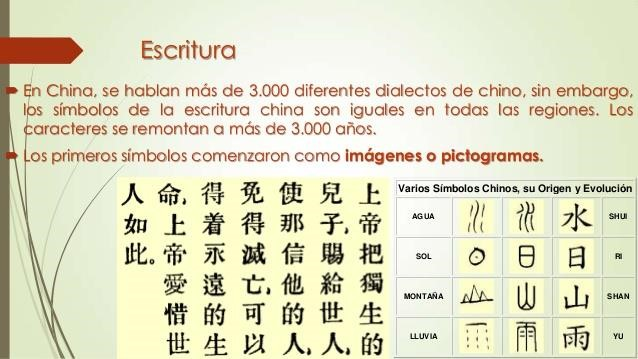 Escritura
En China, se hablan más de 3.000 diferentes dialectos de chino, sin embargo,
los símbolos de la escritura china son iguales en todas las regiones. Los
caracteres se remontan a más de 3.000 años.
Los primeros símbolos comenzaron como imágenes o pictogramas.
上帝把獨生的
兒子,賜給世人,
使那信他的人,
免得滅亡,可以
得着永遠的生
命,上帝愛惜世
人如此。
Varios Símbolos Chinos, su Origen y Evolución
AGUA 水 SHUI
SOL 日 RI
MONTAÑA 山 SHAN
LLUVIA 雨 YU